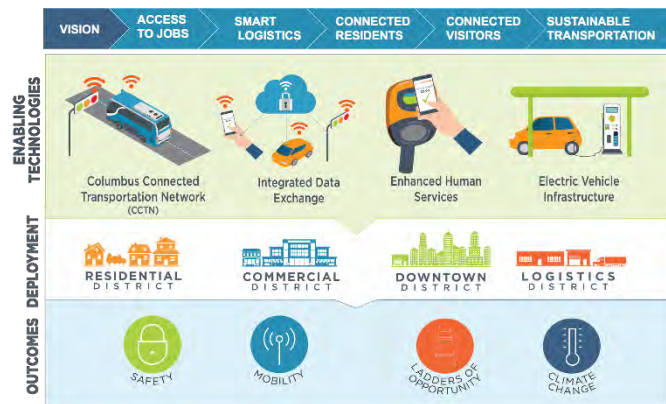 VISION
ACCESS
TO JOBS
SMART
LOGISTICS
CONNECTED
RESIDENTS
CONNECTED
VISITORS
SUSTAINABLE
TRANSPORTATION
ENABLING
TECHNOLOGIES
Columbus Connected
Transportation Network
(CCTN)
Integrated Data
Exchange
Enhanced Human
Services
Electric Vehicle
Infrastructure
DEPLOYMENT
RESIDENTIAL
DISTRICT
COMMERCIAL
DISTRICT
DOWNTOWN
DISTRICT
LOGISTICS
DISTRICT
OUTCOMES
SAFETY
MOBILITY
LADDERS OF
OPPORTUNITY
CLIMATE
CHANGE